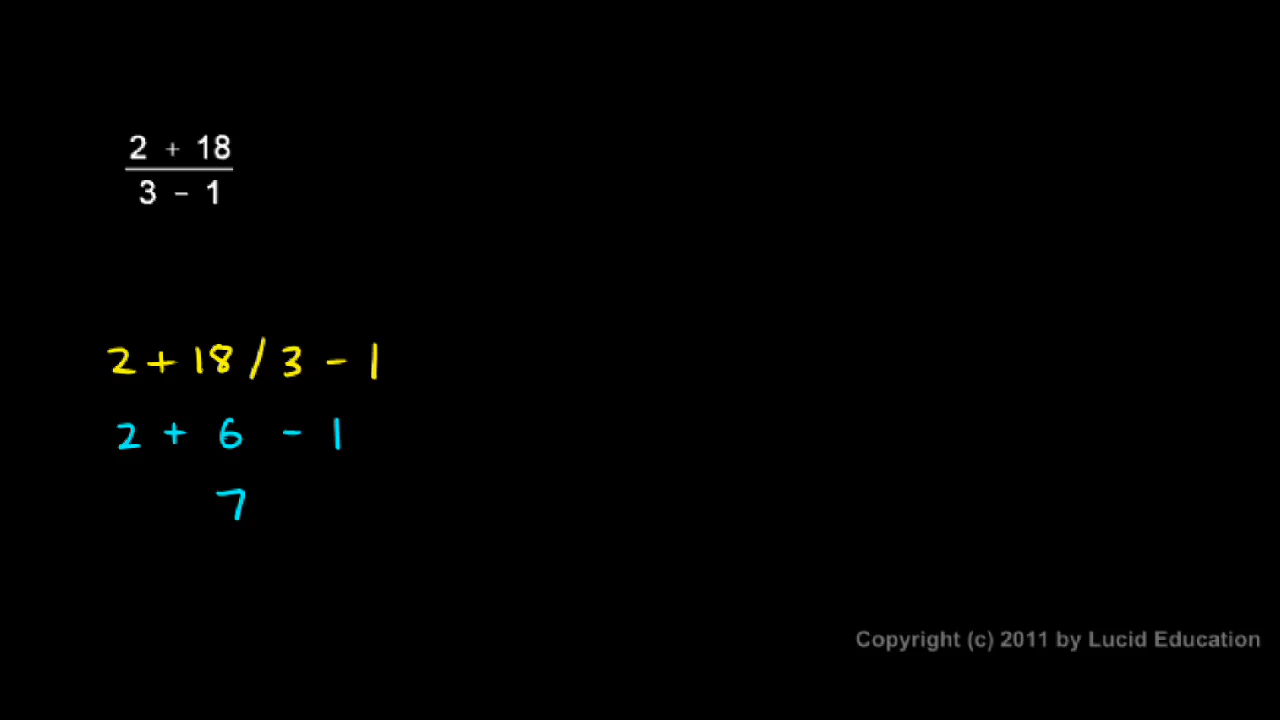 2 + 18
3 - 1
2 + 18 / 3 - 1
2 + 6 - 1
7
Copyright (c) 2011 by Lucid Education